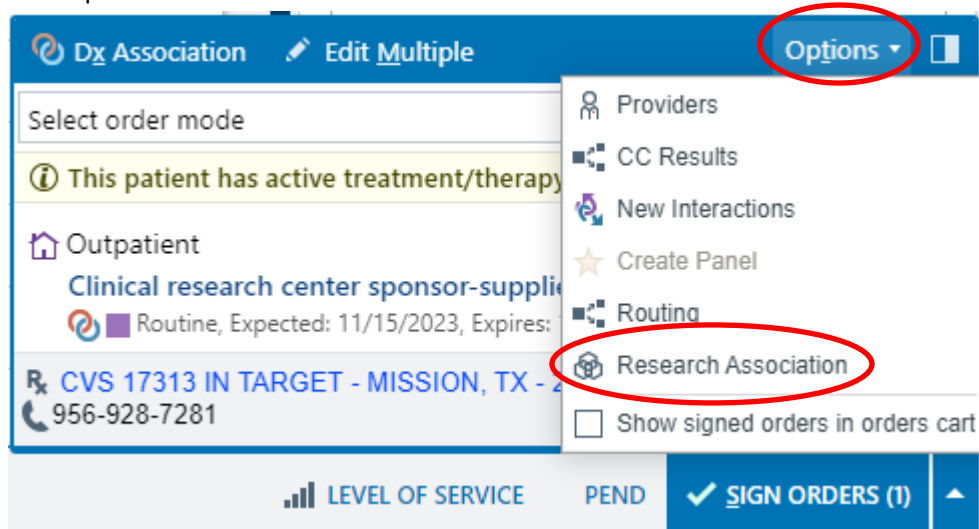 Dx Association Edit Multiple Options
Select order mode
Providers
CC Results
This patient has active treatment/therapy
New Interactions
Outpatient
Create Panel
Clinical research center sponsor-supplie
Routine, Expected: 11/15/2023, Expires:
Routing
Research Association
CVS 17313 IN TARGET - MISSION, TX -
956-928-7281
Show signed orders in orders cart
LEVEL OF SERVICE PEND SIGN ORDERS (1)